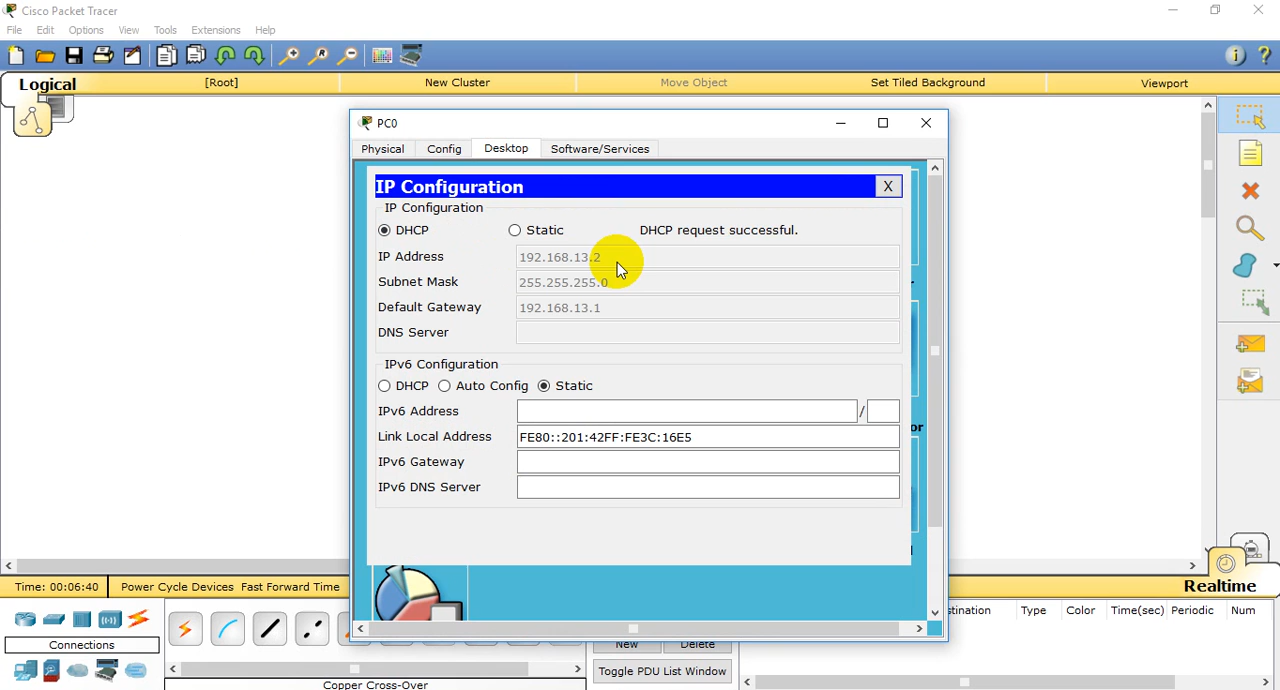 Cisco Packet Tracer
File Edit Options View Tools Extensions Help
Logical [Root] New Cluster Move Object Set Tiled Background Viewport
PC0
Physical Config Desktop Software/Services
IP Configuration X
IP Configuration
DHCP Static DHCP request successful.
IP Address 192.168.13.2
Subnet Mask 255.255.255.0
Default Gateway 192.168.13.1
DNS Server
IPv6 Configuration
DHCP Auto Config Static
IPv6 Address /
Link Local Address FE80::201:42FF:FE3C:16E5
IPv6 Gateway
IPv6 DNS Server
or
Time: 00:06:40 Power Cycle Devices Fast Forward Time Realtime
stination Type Color Time(sec) Periodic Num
Connections New Delete
Toggle PDU List Window
Copper Cross-Over